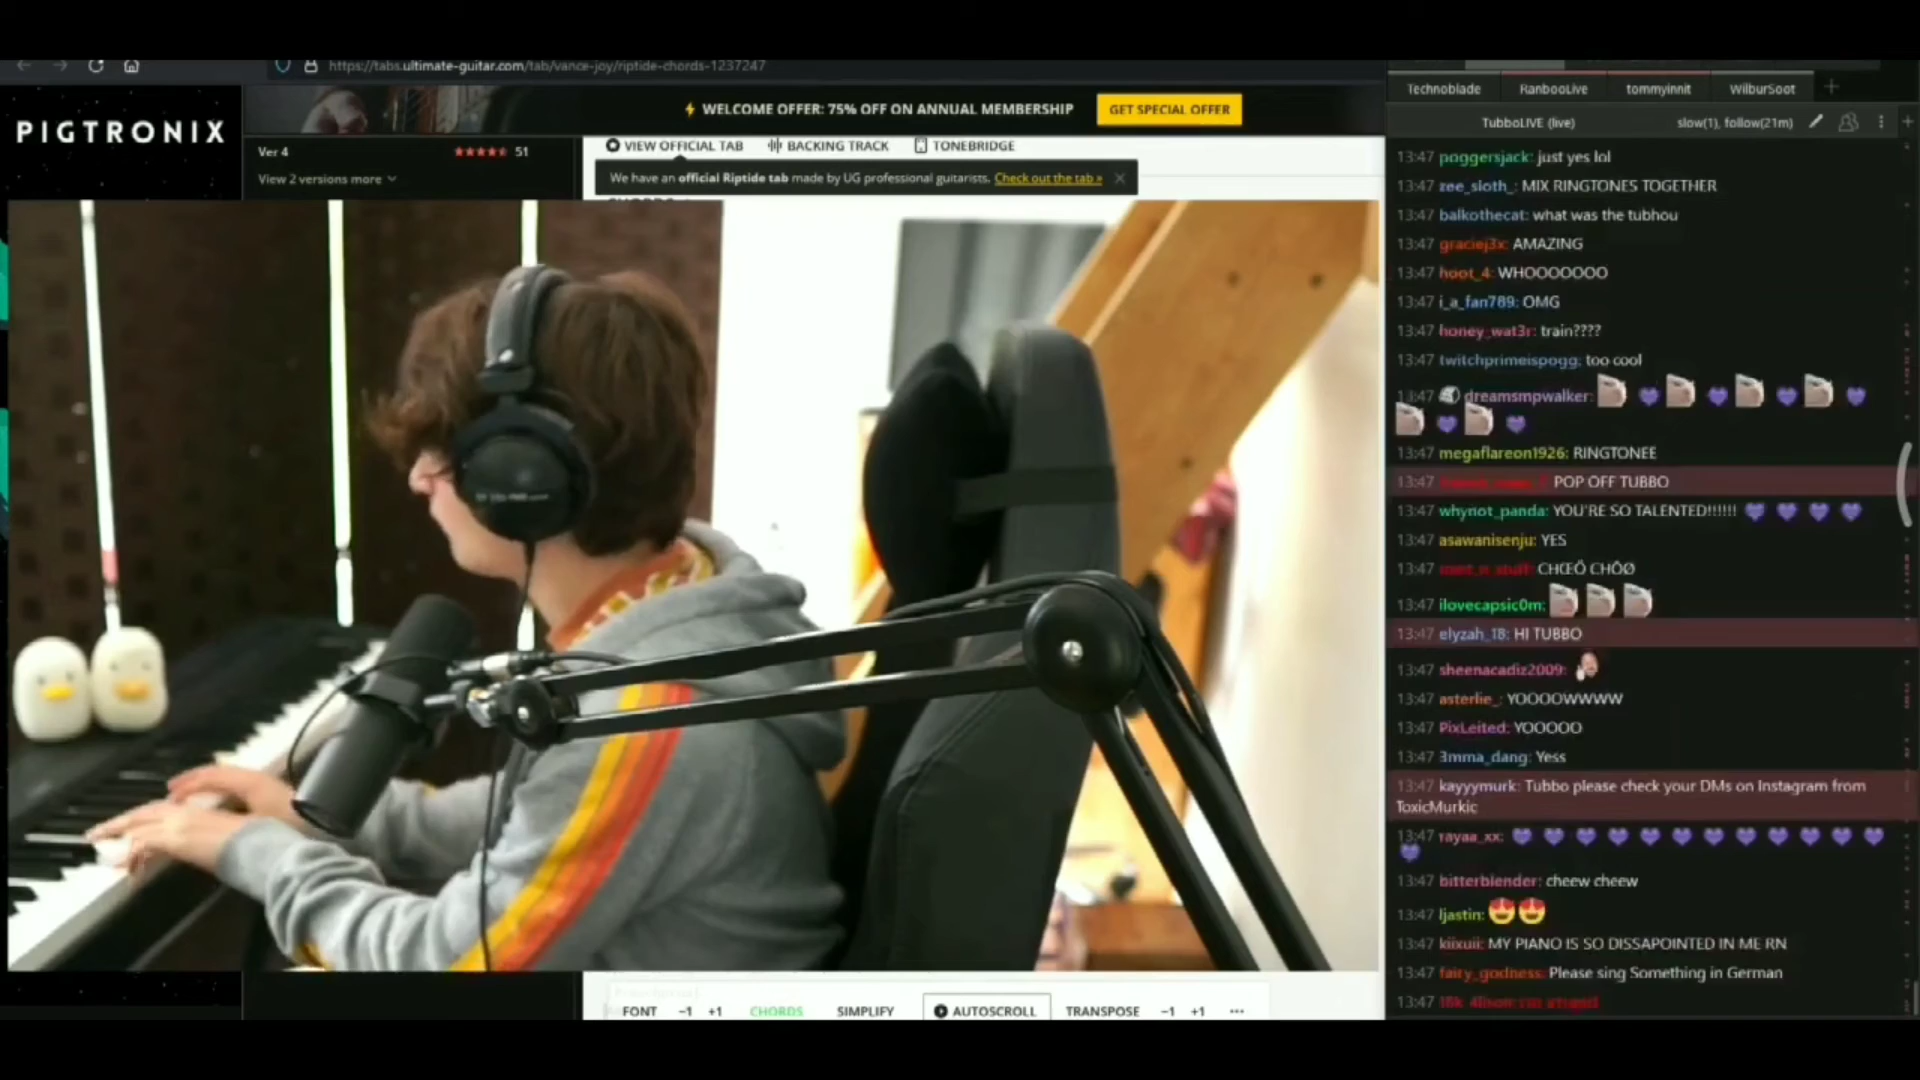 https://tabs.ultimate-guitar.com/tab/vance-joy/riptide-chords-1237247
PIGTRONIX
WELCOME OFFER: 75% OFF ON ANNUAL MEMBERSHIP
GET SPECIAL OFFER
Ver 4
51
View 2 versions more
VIEW OFFICIAL TAB
BACKING TRACK
TONEBRIDGE
We have an official Riptide tab made by UG professional guitarists. Check out the tab »
FONT -1 +1 CHORDS SIMPLIFY AUTOSCROLL TRANSPOSE -1 +1 ...
Technoblade RanbooLive tommyinnit WilburSoot
TubboLIVE (live) slow(1), follow(21m)
13:47 poggersjack: just yes lol
13:47 zee_sloth_: MIX RINGTONES TOGETHER
13:47 balkothecat: what was the tubhou
13:47 graciej3x: AMAZING
13:47 hoot_4: WHOOOOOOO
13:47 i_a_fan789: OMG
13:47 honey_wat3r: train????
13:47 twitchprimeispogg: too cool
13:47 dreamsmpwalker:
13:47 megaflareon1926: RINGTONEE
13:47 POP OFF TUBBO
13:47 whynot_panda: YOU'RE SO TALENTED!!!!!!
13:47 asawanisenju: YES
13:47 CHŒÔ CHÔØ
13:47 ilovecapsic0m:
13:47 elyzah_18: HI TUBBO
13:47 sheenacadiz2009:
13:47 asterlie_: YOOOOWWWW
13:47 PixLeited: YOOOOO
13:47 3mma_dang: Yess
13:47 kayyymurk: Tubbo please check your DMs on Instagram from
ToxicMurkic
13:47 rayaa_xx:
13:47 bitterblender: cheew cheew
13:47 ljastin:
13:47 kiixuii: MY PIANO IS SO DISSAPOINTED IN ME RN
13:47 fairy_godness: Please sing Something in German
13:47